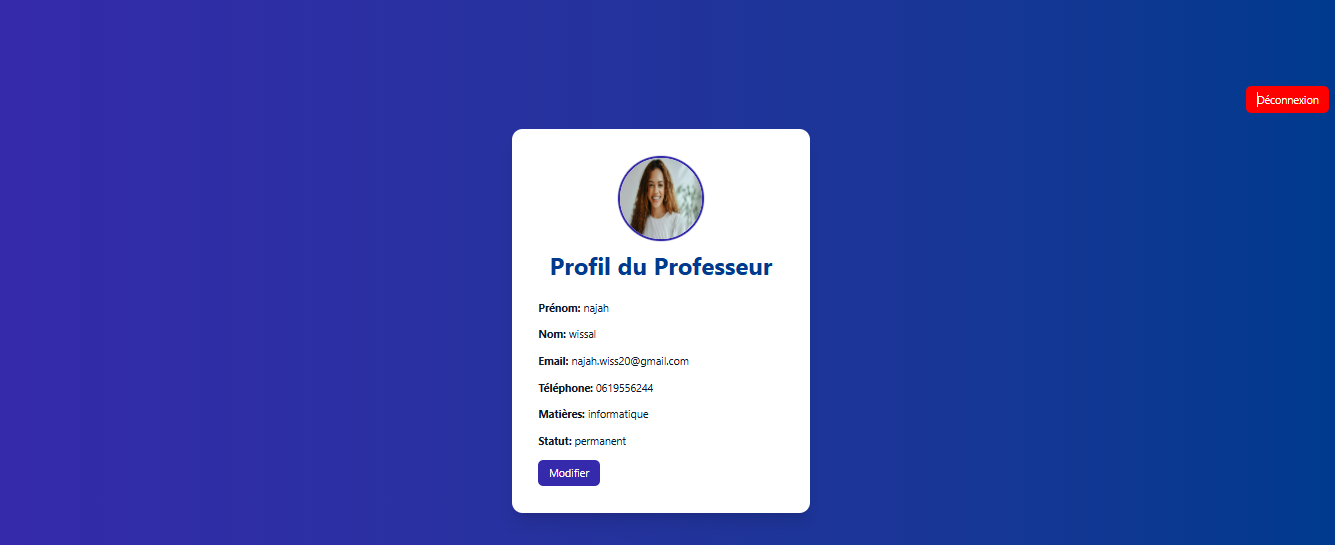 Déconnexion
Profil du Professeur
Prénom: najah
Nom: wissal
Email: najah.wiss20@gmail.com
Téléphone: 0619556244
Matières: informatique
Statut: permanent
Modifier